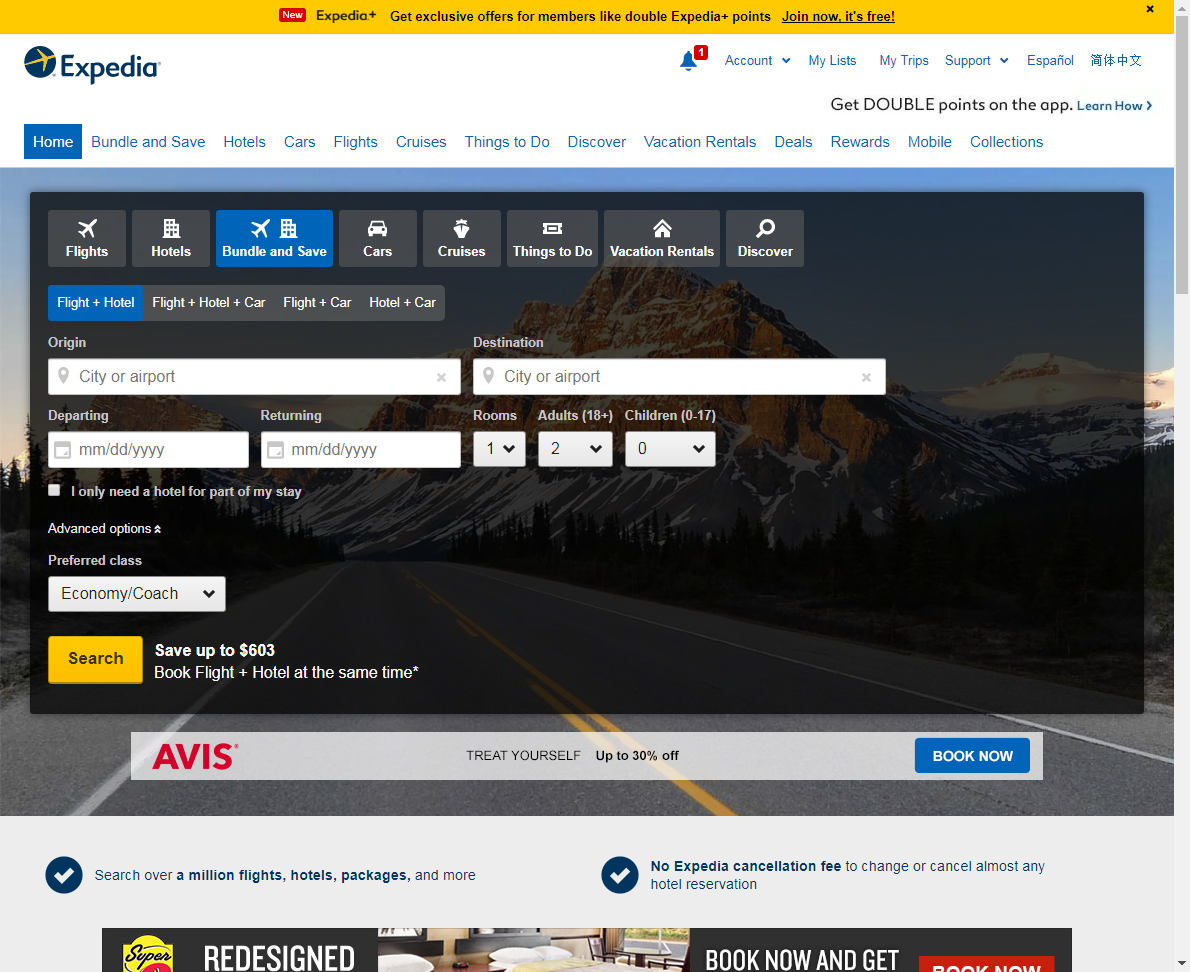 New Expedia+ Get exclusive offers for members like double Expedia+ points Join now, it's free!
Expedia
1 Account My Lists My Trips Support Español 简体中文
Get DOUBLE points on the app. Learn How
Home Bundle and Save Hotels Cars Flights Cruises Things to Do Discover Vacation Rentals Deals Rewards Mobile Collections
Flights Hotels Bundle and Save Cars Cruises Things to Do Vacation Rentals Discover
Flight + Hotel Flight + Hotel + Car Flight + Car Hotel + Car
Origin Destination
City or airport City or airport
Departing Returning Rooms Adults (18+) Children (0-17)
mm/dd/yyyy mm/dd/yyyy 1 2 0
I only need a hotel for part of my stay
Advanced options
Preferred class
Economy/Coach
Search
Save up to $603
Book Flight + Hotel at the same time*
AVIS TREAT YOURSELF Up to 30% off BOOK NOW
Search over a million flights, hotels, packages, and more
No Expedia cancellation fee to change or cancel almost any
hotel reservation
Super REDESIGNED BOOK NOW AND GET BOOK NOW